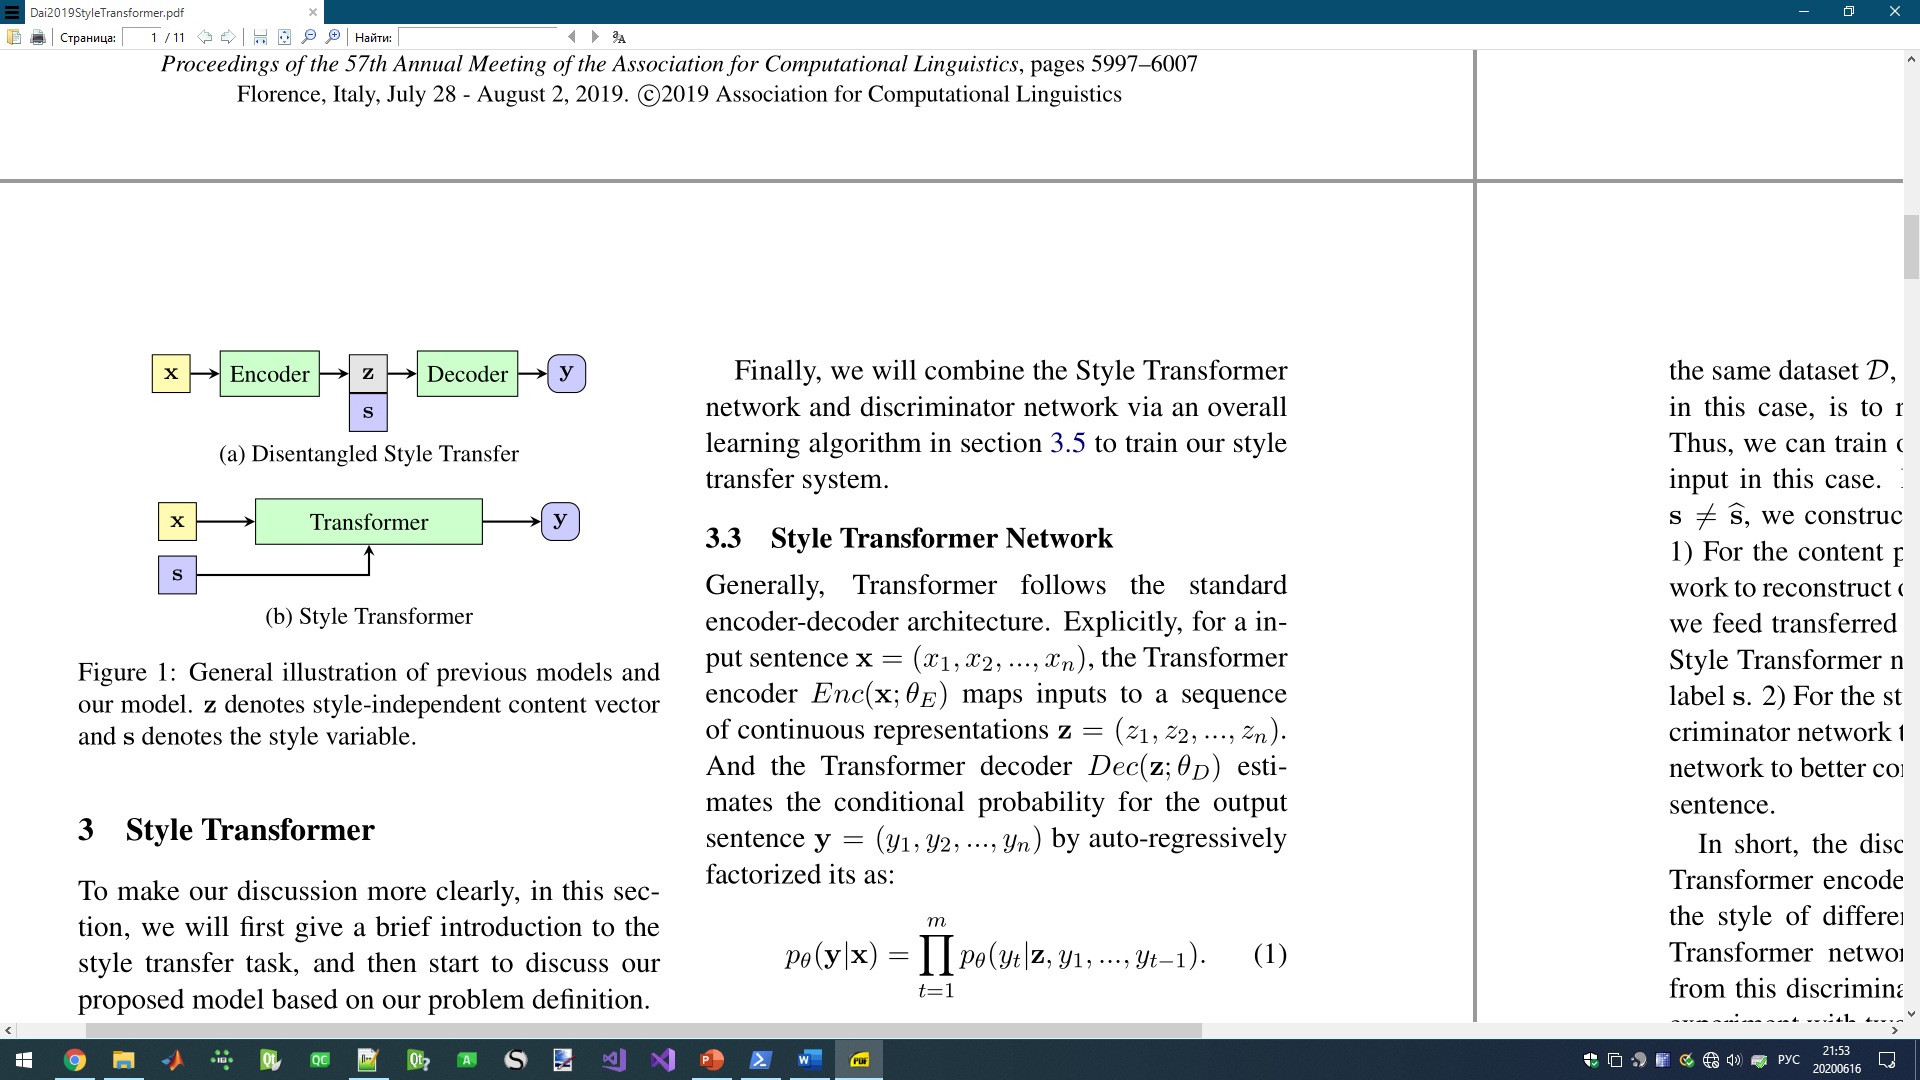 Dai2019StyleTransformer.pdf
Страница: 1 / 11 Найти:
Proceedings of the 57th Annual Meeting of the Association for Computational Linguistics, pages 5997–6007
Florence, Italy, July 28 - August 2, 2019. ©2019 Association for Computational Linguistics
x Encoder z Decoder y
s
(a) Disentangled Style Transfer
x Transformer y
s
(b) Style Transformer
Figure 1: General illustration of previous models and
our model. z denotes style-independent content vector
and s denotes the style variable.
3 Style Transformer
To make our discussion more clearly, in this sec-
tion, we will first give a brief introduction to the
style transfer task, and then start to discuss our
proposed model based on our problem definition.
Finally, we will combine the Style Transformer
network and discriminator network via an overall
learning algorithm in section 3.5 to train our style
transfer system.
3.3 Style Transformer Network
Generally, Transformer follows the standard
encoder-decoder architecture. Explicitly, for a in-
put sentence x = (x₁, x₂, ..., xₙ), the Transformer
encoder Enc(x; θ_E) maps inputs to a sequence
of continuous representations z = (z₁, z₂, ..., zₙ).
And the Transformer decoder Dec(z; θ_D) esti-
mates the conditional probability for the output
sentence y = (y₁, y₂, ..., yₙ) by auto-regressively
factorized its as:
p_θ(y|x) = ∏_{t=1}^{m} p_θ(y_t|z, y₁, ..., y_{t−1}). (1)
the same dataset D,
in this case, is to
Thus, we can train
input in this case.
s ≠ ŝ, we construc
1) For the content p
work to reconstruct
we feed transferred
Style Transformer n
label s. 2) For the st
criminator network
network to better co
sentence.
In short, the disc
Transformer encode
the style of differe
Transformer networ
from this discrimina
РУС
21:53
20200616